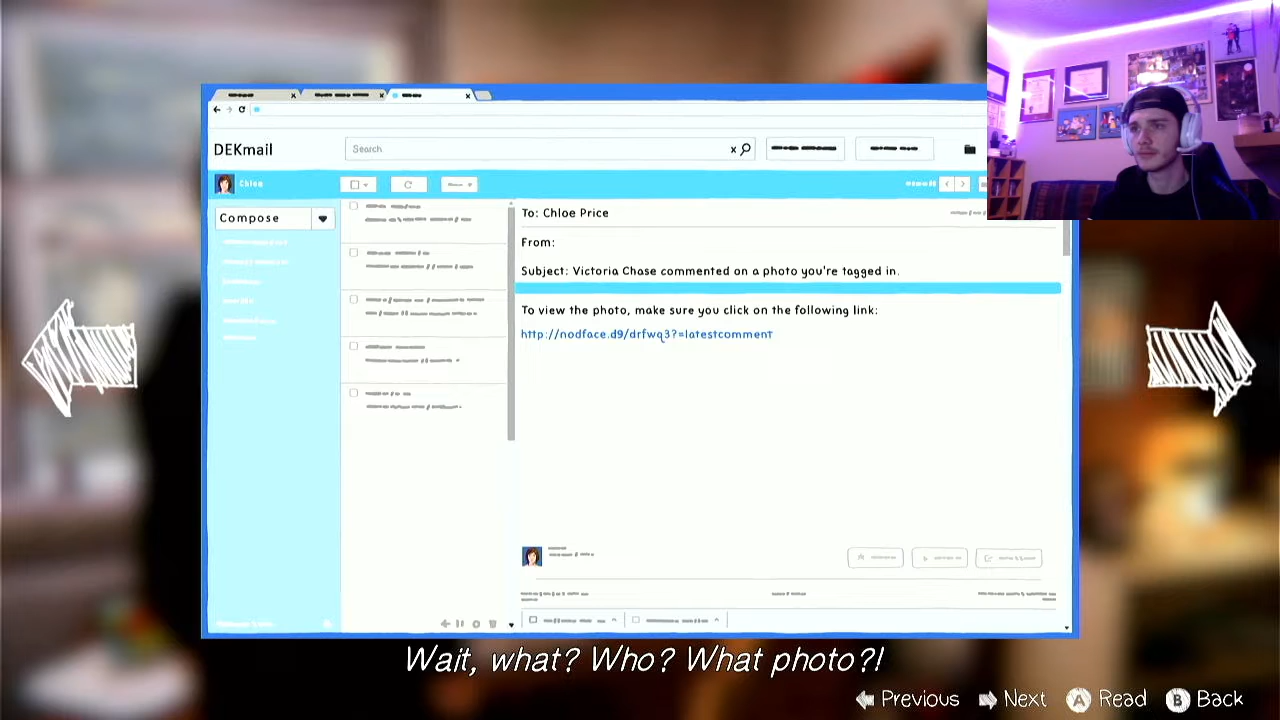 DEKmail
Search
Chloe
Compose
To: Chloe Price
From:
Subject: Victoria Chase commented on a photo you're tagged in.
To view the photo, make sure you click on the following link:
http://nodface.d9/drfwq3?=latestcomment
Wait, what? Who? What photo?!
Previous
Next
A Read
B Back